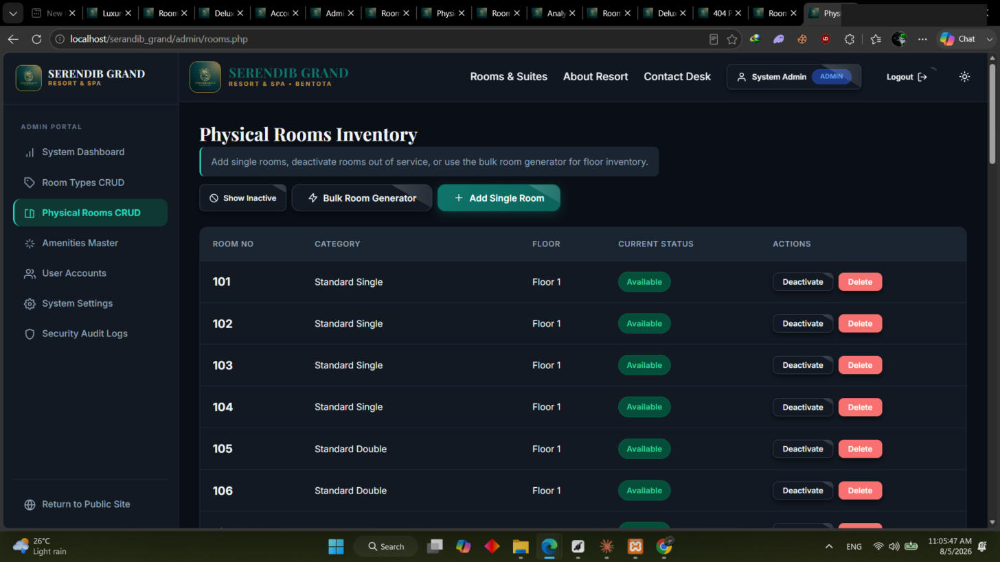 New
Luxur
Room
Delux
Accou
Admi
Room
Physi
Room
Analy
Room
Delux
404 P
Room
Physi
localhost/serandib_grand/admin/rooms.php
Chat
SERENDIB GRAND
RESORT & SPA
SERENDIB GRAND
RESORT & SPA • BENTOTA
Rooms & Suites
About Resort
Contact Desk
System Admin ADMIN
Logout
ADMIN PORTAL
System Dashboard
Room Types CRUD
Physical Rooms CRUD
Amenities Master
User Accounts
System Settings
Security Audit Logs
Return to Public Site
Physical Rooms Inventory
Add single rooms, deactivate rooms out of service, or use the bulk room generator for floor inventory.
Show Inactive
Bulk Room Generator
+ Add Single Room
ROOM NO CATEGORY FLOOR CURRENT STATUS ACTIONS
101 Standard Single Floor 1 Available Deactivate Delete
102 Standard Single Floor 1 Available Deactivate Delete
103 Standard Single Floor 1 Available Deactivate Delete
104 Standard Single Floor 1 Available Deactivate Delete
105 Standard Double Floor 1 Available Deactivate Delete
106 Standard Double Floor 1 Available Deactivate Delete
26°C
Light rain
Search
ENG
11:05:47 AM
8/5/2026